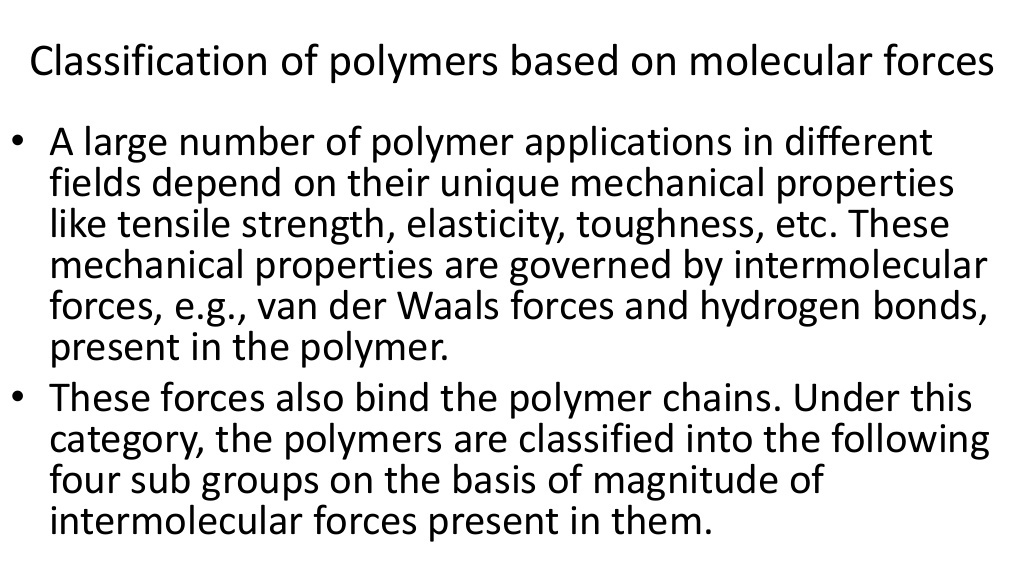 Classification of polymers based on molecular forces
• A large number of polymer applications in different
fields depend on their unique mechanical properties
like tensile strength, elasticity, toughness, etc. These
mechanical properties are governed by intermolecular
forces, e.g., van der Waals forces and hydrogen bonds,
present in the polymer.
• These forces also bind the polymer chains. Under this
category, the polymers are classified into the following
four sub groups on the basis of magnitude of
intermolecular forces present in them.